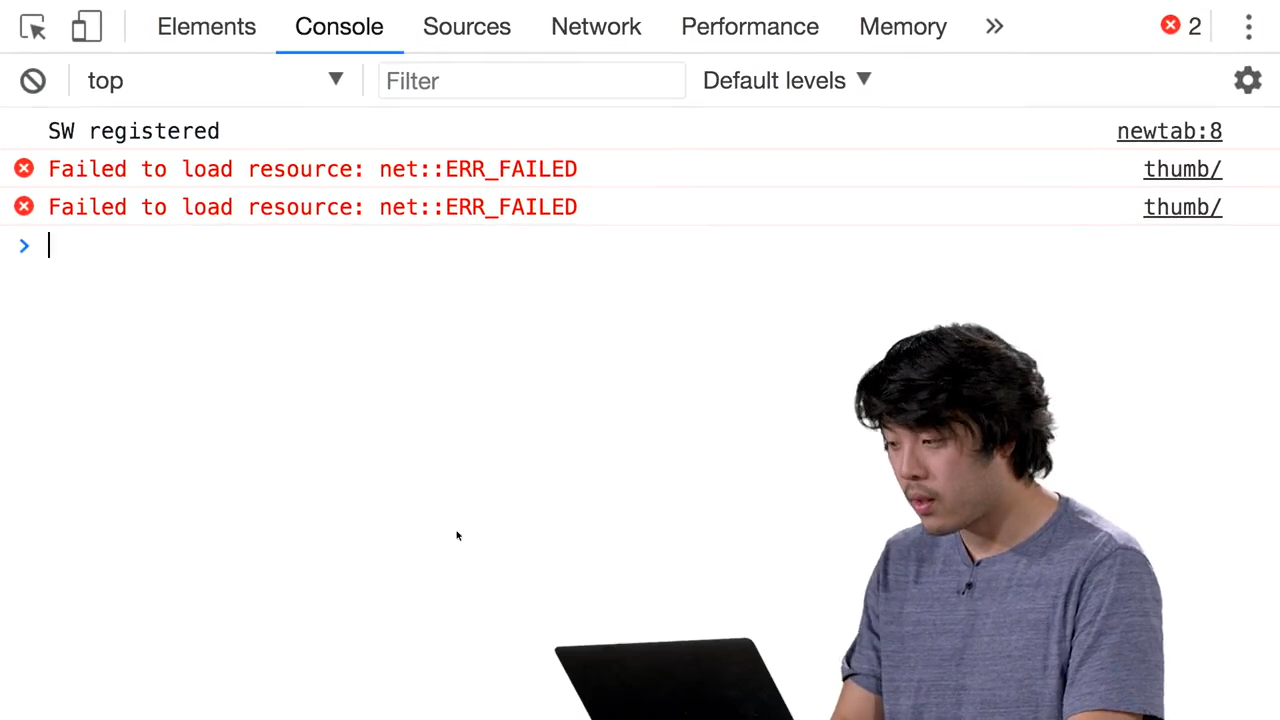 Elements Console Sources Network Performance Memory » 2
top Filter Default levels
SW registered newtab:8
Failed to load resource: net::ERR_FAILED thumb/
Failed to load resource: net::ERR_FAILED thumb/